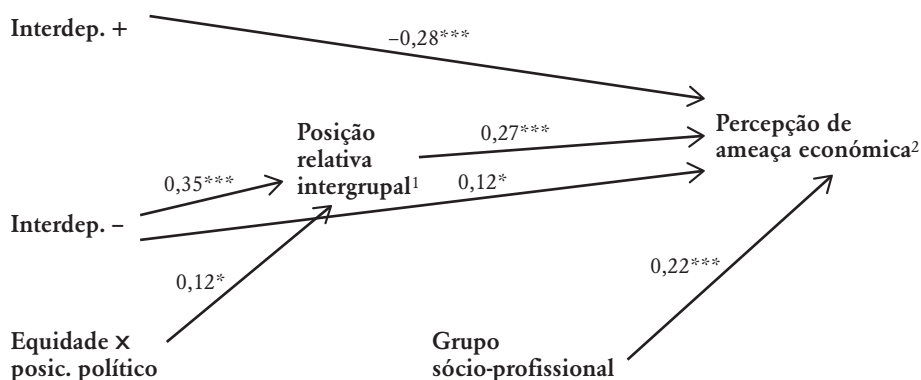 Interdep. +
–0,28***
Posição
relativa
intergrupal¹
0,27***
Percepção de
ameaça económica²
0,35***
0,12*
Interdep. –
0,12*
0,22***
Equidade x
posic. político
Grupo
sócio-profissional